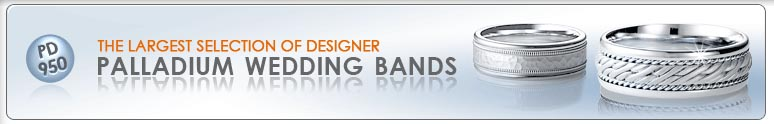 PD
950
THE LARGEST SELECTION OF DESIGNER
PALLADIUM WEDDING BANDS